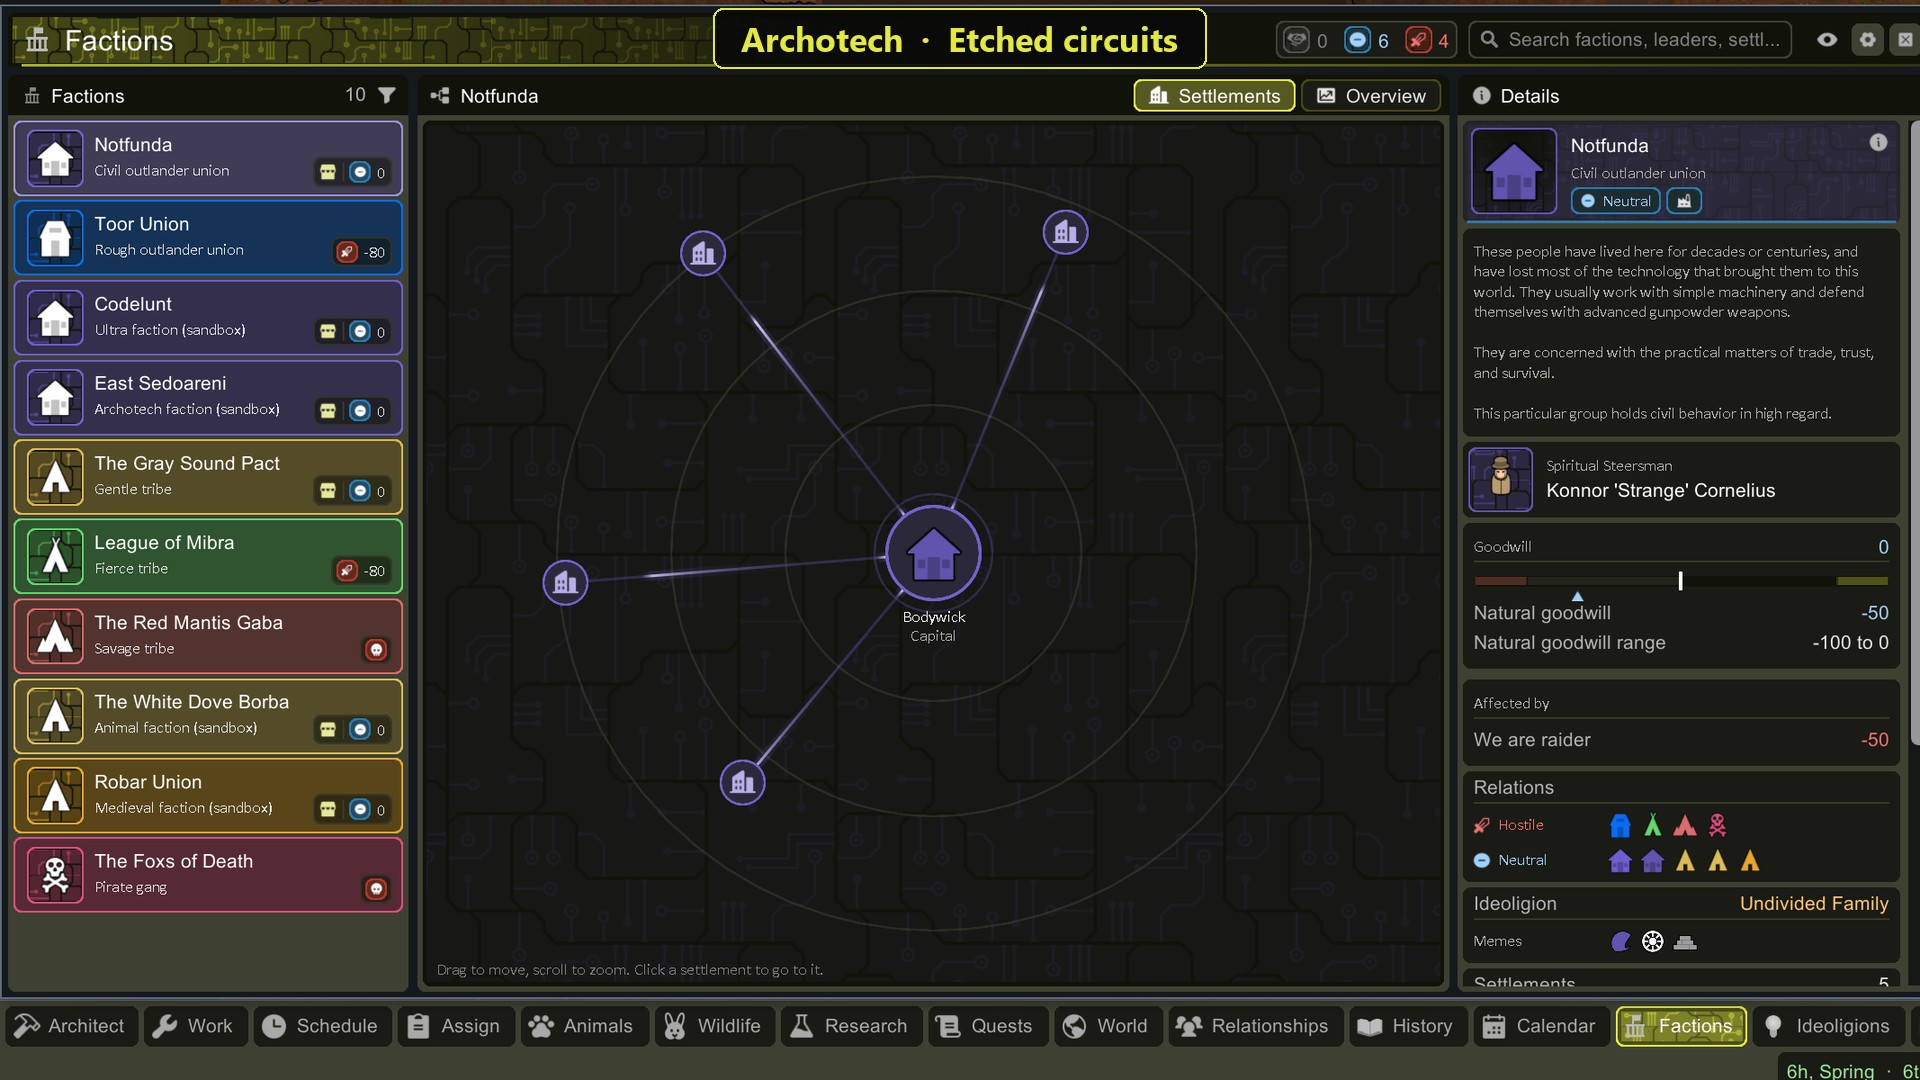 Factions
Archotech · Etched circuits
0 6 4
Search factions, leaders, settl...
Factions 10
Notfunda
Civil outlander union
0
Toor Union
Rough outlander union
-80
Codelunt
Ultra faction (sandbox)
0
East Sedoareni
Archotech faction (sandbox)
0
The Gray Sound Pact
Gentle tribe
0
League of Mibra
Fierce tribe
-80
The Red Mantis Gaba
Savage tribe
The White Dove Borba
Animal faction (sandbox)
0
Robar Union
Medieval faction (sandbox)
0
The Foxs of Death
Pirate gang
Notfunda
Settlements
Overview
Bodywick
Capital
Drag to move, scroll to zoom. Click a settlement to go to it.
Details
Notfunda
Civil outlander union
Neutral
These people have lived here for decades or centuries, and
have lost most of the technology that brought them to this
world. They usually work with simple machinery and defend
themselves with advanced gunpowder weapons.
They are concerned with the practical matters of trade, trust,
and survival.
This particular group holds civil behavior in high regard.
Spiritual Steersman
Konnor 'Strange' Cornelius
Goodwill 0
Natural goodwill -50
Natural goodwill range -100 to 0
Affected by
We are raider -50
Relations
Hostile
Neutral
Ideoligion Undivided Family
Memes
Settlements 5
Architect
Work
Schedule
Assign
Animals
Wildlife
Research
Quests
World
Relationships
History
Calendar
Factions
Ideoligions
6h, Spring · 6t